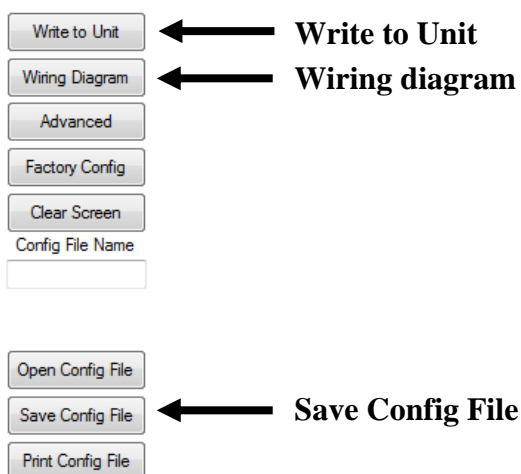 Write to Unit
Write to Unit
Wiring Diagram
Wiring diagram
Advanced
Factory Config
Clear Screen
Config File Name
Open Config File
Save Config File
Save Config File
Print Config File